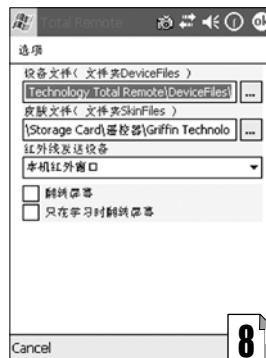 Total Remote
ok
选项
设备文件( 文件夹DeviceFiles )
Technology Total Remote\DeviceFiles\
...
皮肤文件( 文件夹SkinFiles )
\Storage Card\遥控器\Griffin Technolo
...
红外线发送设备
本机红外窗口
翻转屏幕
只在学习时翻转屏幕
Cancel
8